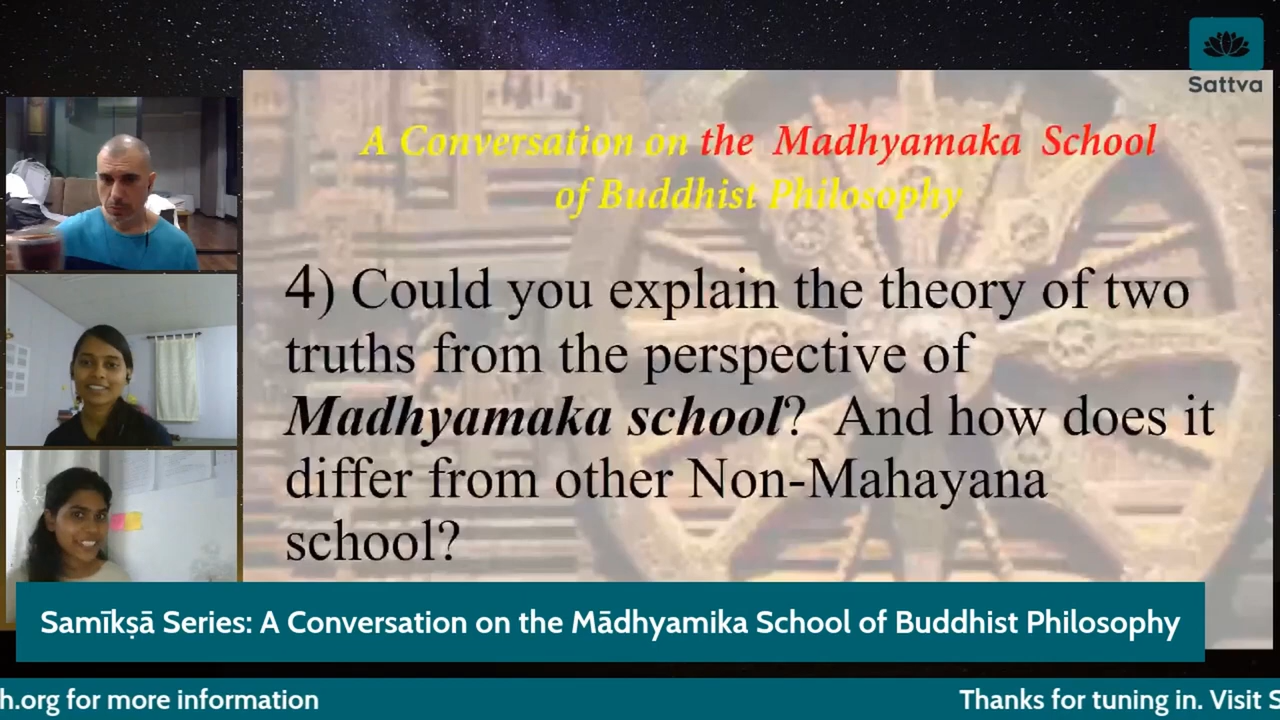 Sattva
A Conversation on the Madhyamaka School
of Buddhist Philosophy
4) Could you explain the theory of two
truths from the perspective of
Madhyamaka school? And how does it
differ from other Non-Mahayana
school?
Samīkṣā Series: A Conversation on the Mādhyamika School of Buddhist Philosophy
h.org for more information
Thanks for tuning in. Visit S